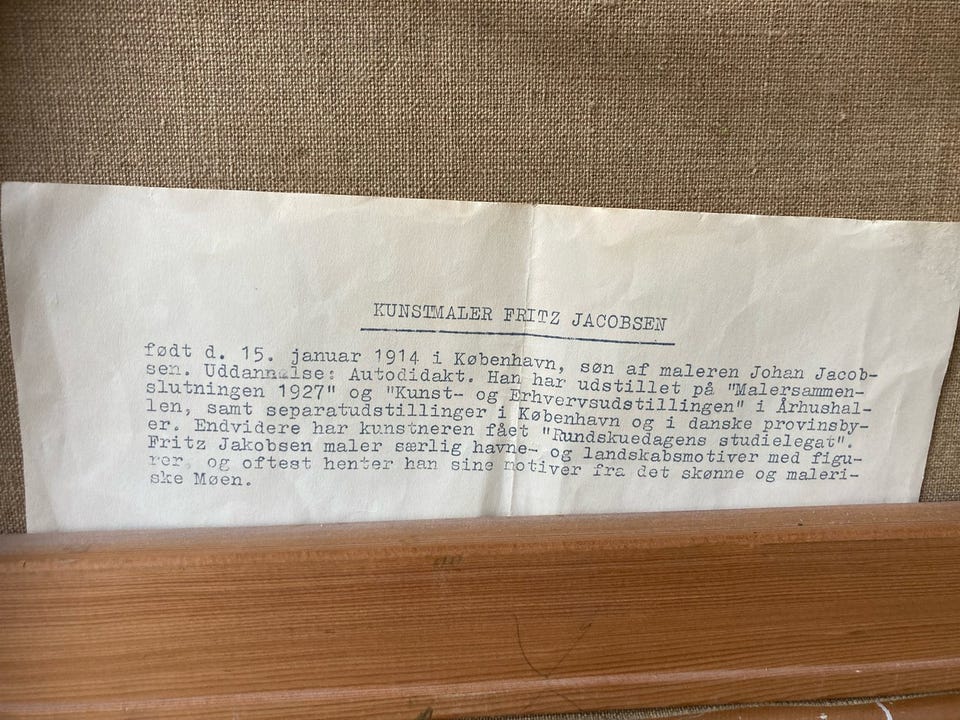 KUNSTMALER FRITZ JACOBSEN
født d. 15. januar 1914 i København, søn af maleren Johan Jacob-
sen. Uddannelse: Autodidakt. Han har udstillet på "Malersammen-
slutningen 1927" og "Kunst- og Erhvervsudstillingen" i Århushal-
len, samt separatudstillinger i København og i danske provinsby-
er. Endvidere har kunstneren fået "Rundskuedagens studielegat".
Fritz Jakobsen maler særlig havne- og landskabsmotiver med figu-
rer, og oftest henter han sine motiver fra det skønne og maleri-
ske Møen.